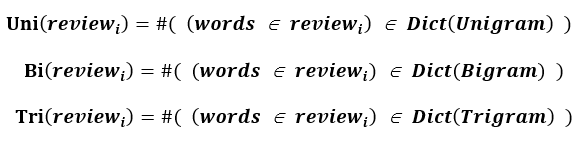 Uni(reviewᵢ) = #( (words ∈ reviewᵢ) ∈ Dict(Unigram) )
Bi(reviewᵢ) = #( (words ∈ reviewᵢ) ∈ Dict(Bigram) )
Tri(reviewᵢ) = #( (words ∈ reviewᵢ) ∈ Dict(Trigram) )